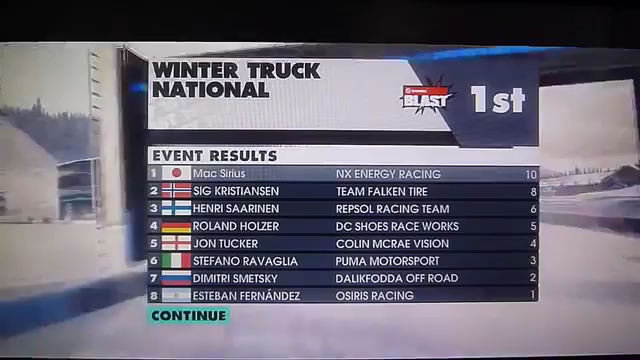 WINTER TRUCK
NATIONAL
BLAST
1st
EVENT RESULTS
1 Mac Sirius NX ENERGY RACING 10
2 SIG KRISTIANSEN TEAM FALKEN TIRE 8
3 HENRI SAARINEN REPSOL RACING TEAM 6
4 ROLAND HOLZER DC SHOES RACE WORKS 5
5 JON TUCKER COLIN MCRAE VISION 4
6 STEFANO RAVAGLIA PUMA MOTORSPORT 3
7 DIMITRI SMETSKY DALIKFODDA OFF ROAD 2
8 ESTEBAN FERNÁNDEZ OSIRIS RACING 1
CONTINUE